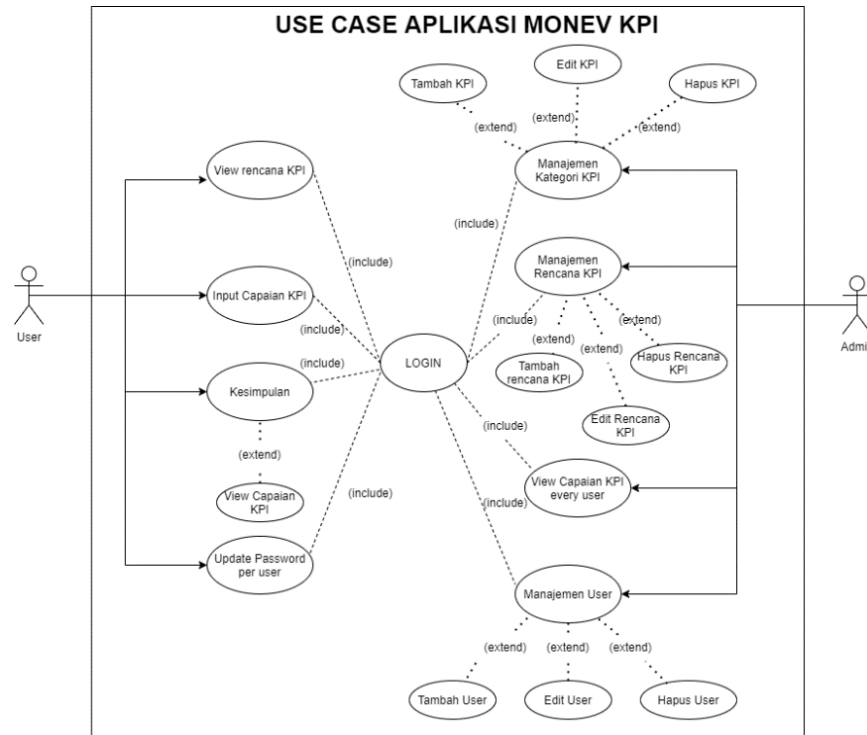 USE CASE APLIKASI MONEV KPI
Edit KPI
Tambah KPI
Hapus KPI
(extend)
(extend)
(extend)
View rencana KPI
Manajemen
Kategori KPI
(include)
(include)
Manajemen
Rencana KPI
Input Capaian KPI
(include)
(include)
(extend)
User
Admi
(extend)
(extend)
(include)
LOGIN
Tambah
rencana KPI
Hapus Rencana
KPI
Kesimpulan
Edit Rencana
KPI
(include)
(extend)
View Capaian
KPI
View Capaian KPI
every user
(include)
(include)
Update Password
per user
Manajemen User
(extend)
(extend)
(extend)
Tambah User
Edit User
Hapus User